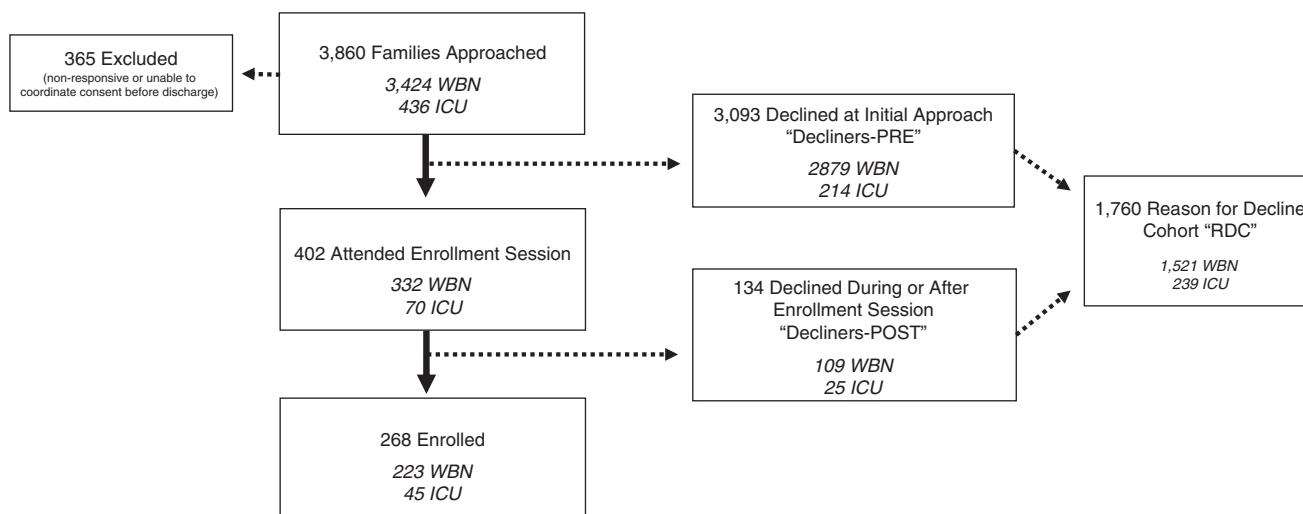 365 Excluded
(non-responsive or unable to
coordinate consent before discharge)
3,860 Families Approached
3,424 WBN
436 ICU
3,093 Declined at Initial Approach
“Decliners-PRE”
2879 WBN
214 ICU
1,760 Reason for Decline
Cohort “RDC”
1,521 WBN
239 ICU
402 Attended Enrollment Session
332 WBN
70 ICU
134 Declined During or After
Enrollment Session
“Decliners-POST”
109 WBN
25 ICU
268 Enrolled
223 WBN
45 ICU